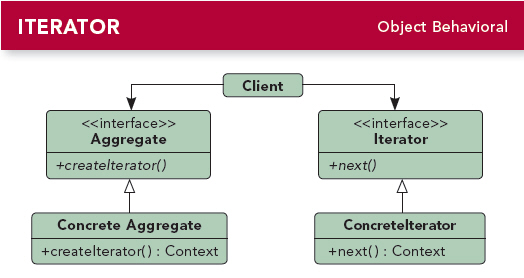 ITERATOR
Object Behavioral
Client
<<interface>>
Aggregate
+createIterator()
<<interface>>
Iterator
+next()
Concrete Aggregate
+createIterator() : Context
ConcreteIterator
+next() : Context